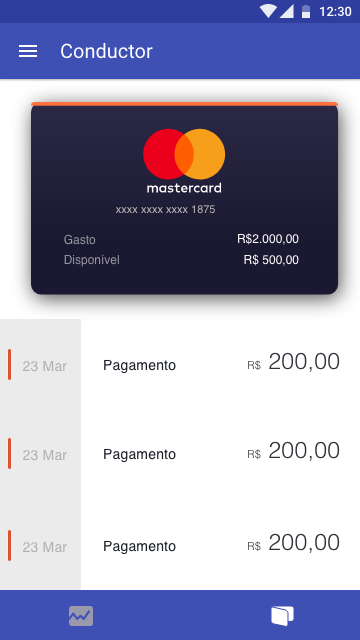 12:30
Conductor
mastercard
xxxx xxxx xxxx 1875
Gasto R$2.000,00
Disponível R$ 500,00
23 Mar Pagamento R$ 200,00
23 Mar Pagamento R$ 200,00
23 Mar Pagamento R$ 200,00